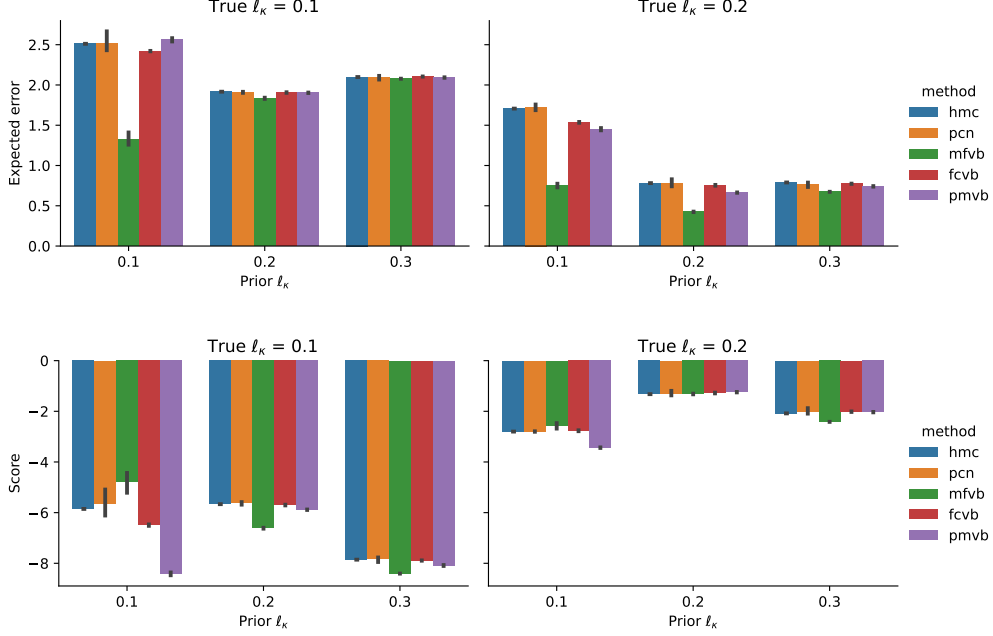 True ℓκ = 0.1
True ℓκ = 0.2
Expected error
2.5
2.0
1.5
1.0
0.5
0.0
0.1
0.2
0.3
Prior ℓκ
0.1
0.2
0.3
Prior ℓκ
method
hmc
pcn
mfvb
fcvb
pmvb
True ℓκ = 0.1
True ℓκ = 0.2
Score
0
−2
−4
−6
−8
0.1
0.2
0.3
Prior ℓκ
0.1
0.2
0.3
Prior ℓκ
method
hmc
pcn
mfvb
fcvb
pmvb